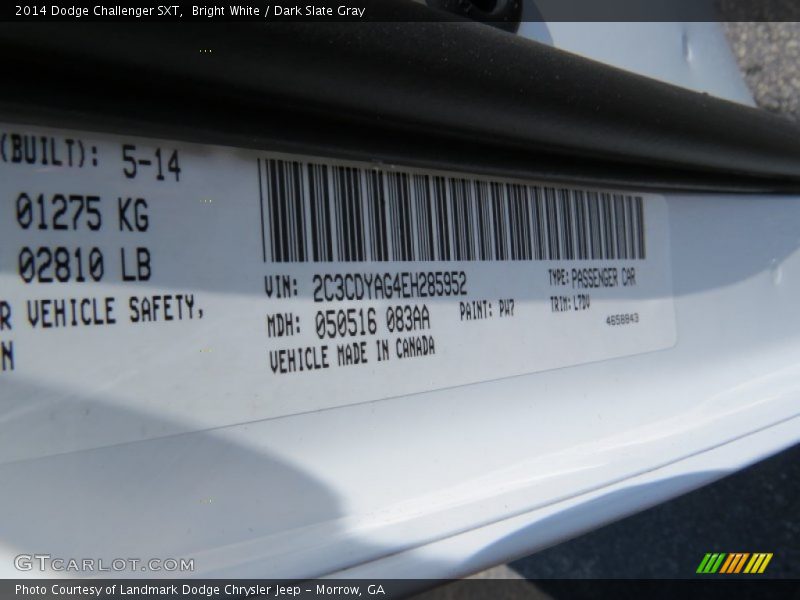 2014 Dodge Challenger SXT,  Bright White / Dark Slate Gray
(BUILT): 5-14
01275 KG
02810 LB
R VEHICLE SAFETY,
N
VIN: 2C3CDYAG4EH285952
TYPE: PASSENGER CAR
MDH: 050516 083AA
PAINT: PW7
TRIM: L7DV
VEHICLE MADE IN CANADA
4658843
GTCARLOT.COM
Photo Courtesy of Landmark Dodge Chrysler Jeep - Morrow, GA